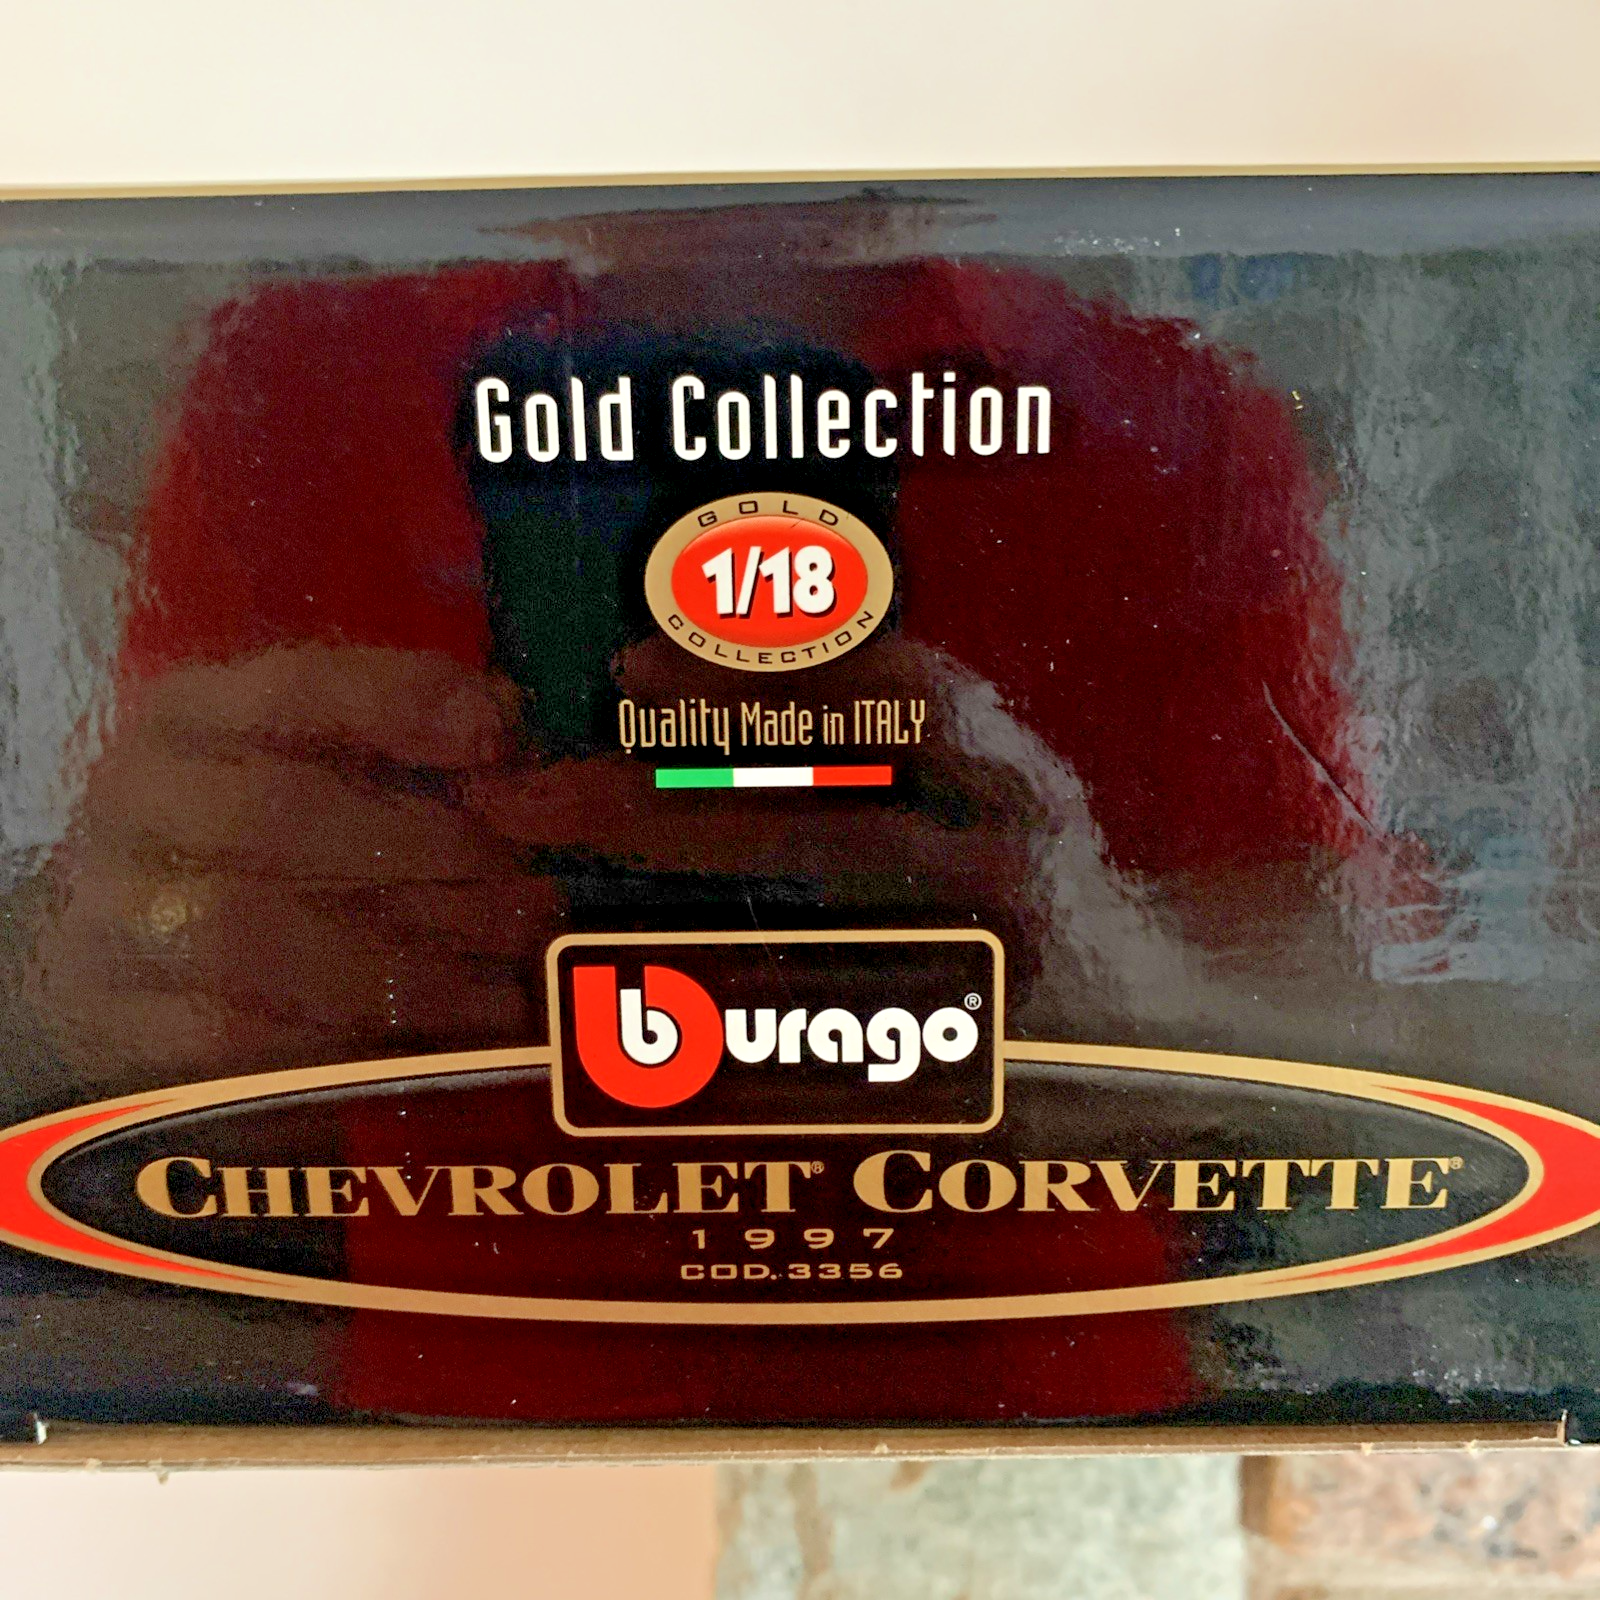 Gold Collection
GOLD
1/18
COLLECTION
Quality Made in ITALY
burago®
CHEVROLET® CORVETTE®
1997
COD. 3356